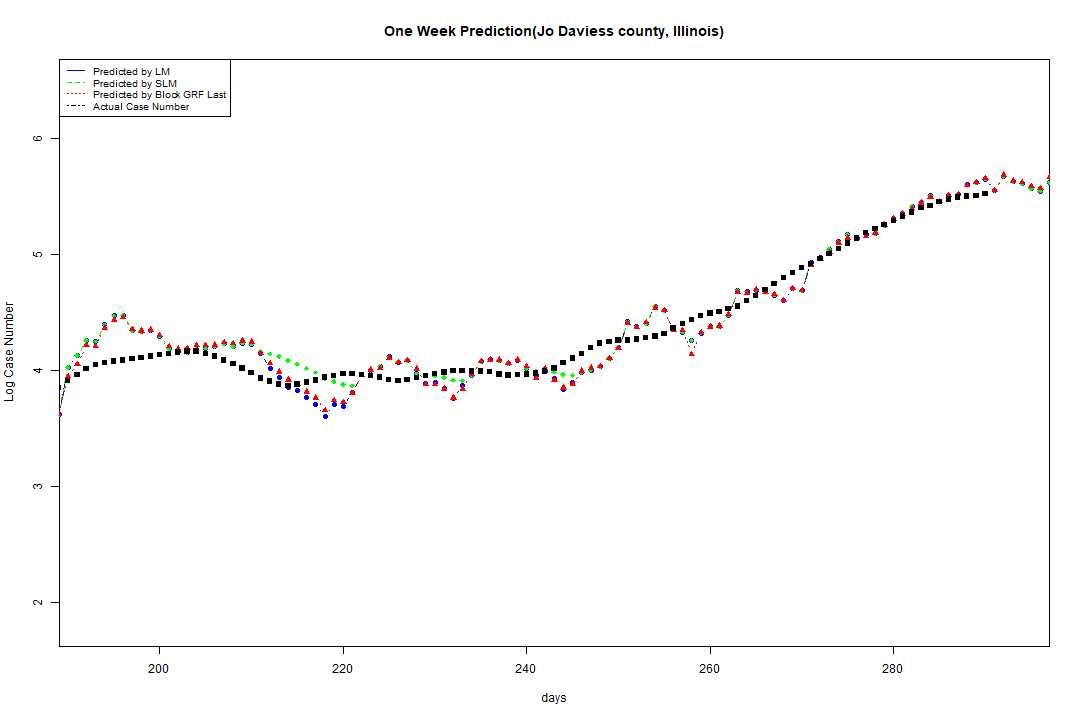 One Week Prediction(Jo Daviess county, Illinois)
Predicted by LM
Predicted by SLM
Predicted by Block GRF Last
Actual Case Number
6
5
4
3
2
Log Case Number
200 220 240 260 280
days